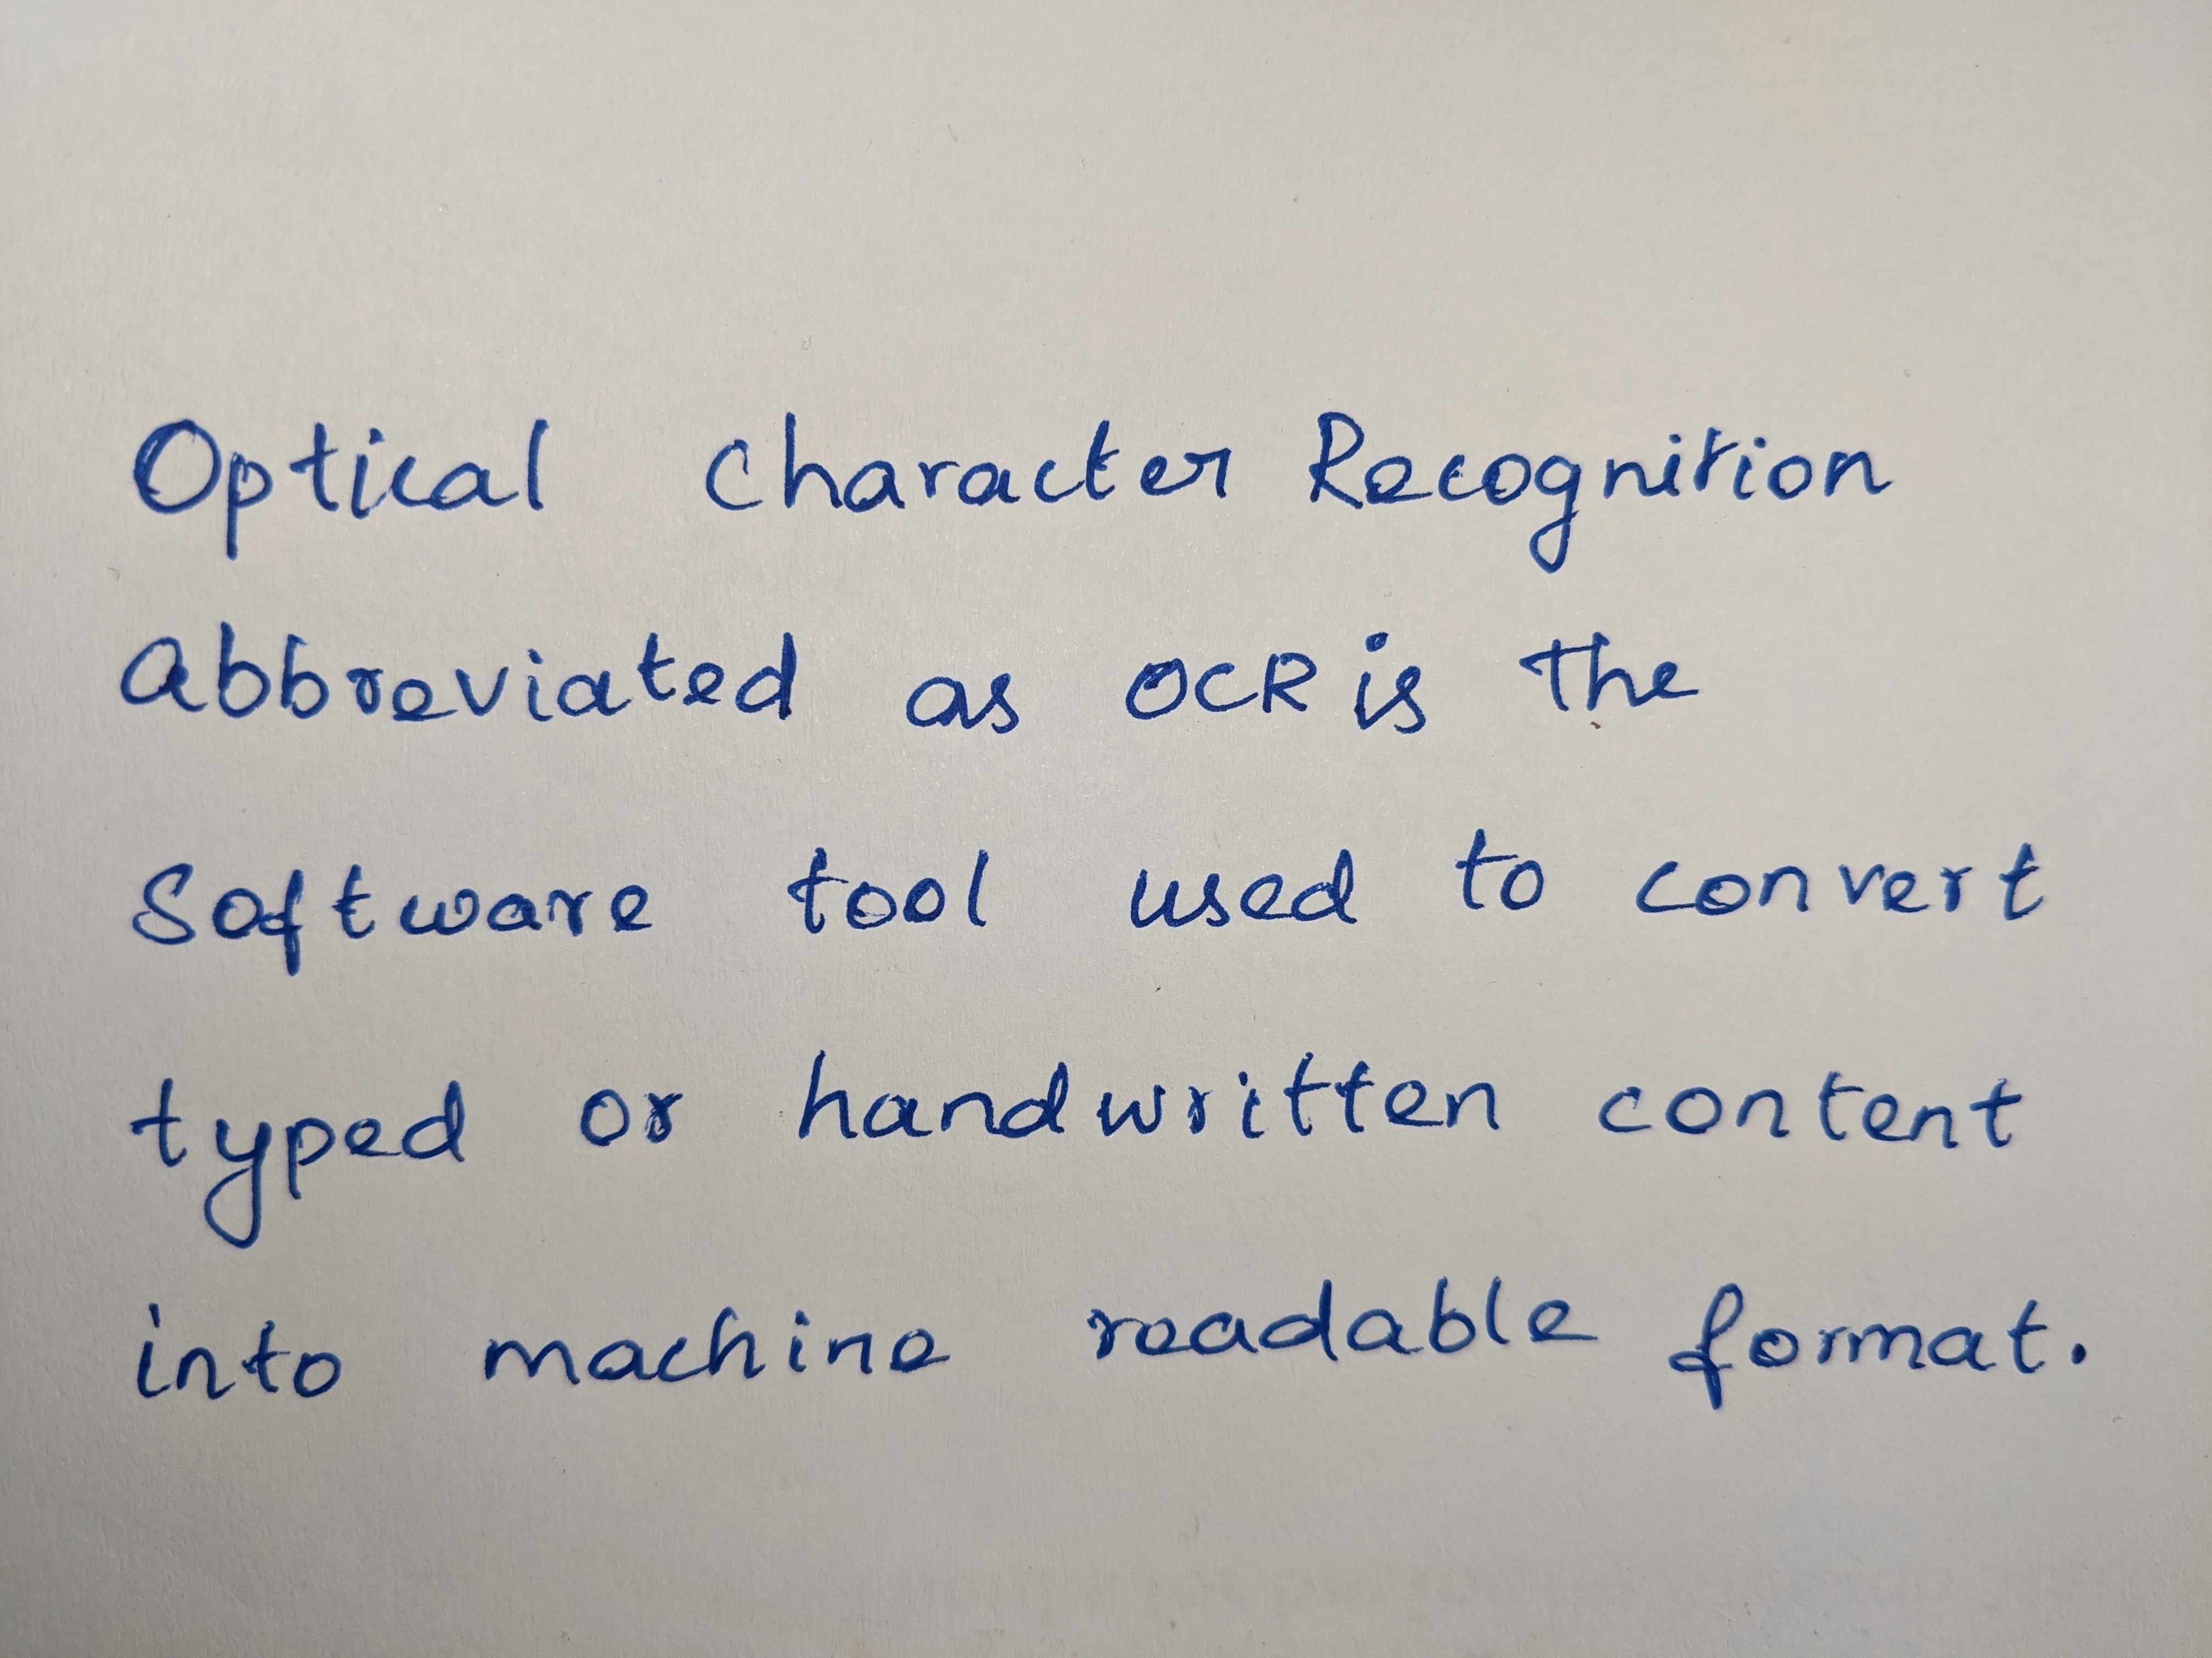 Optical Character Recognition
abbreviated as OCR is the
Software tool used to convert
typed or handwritten content
into machine readable format.